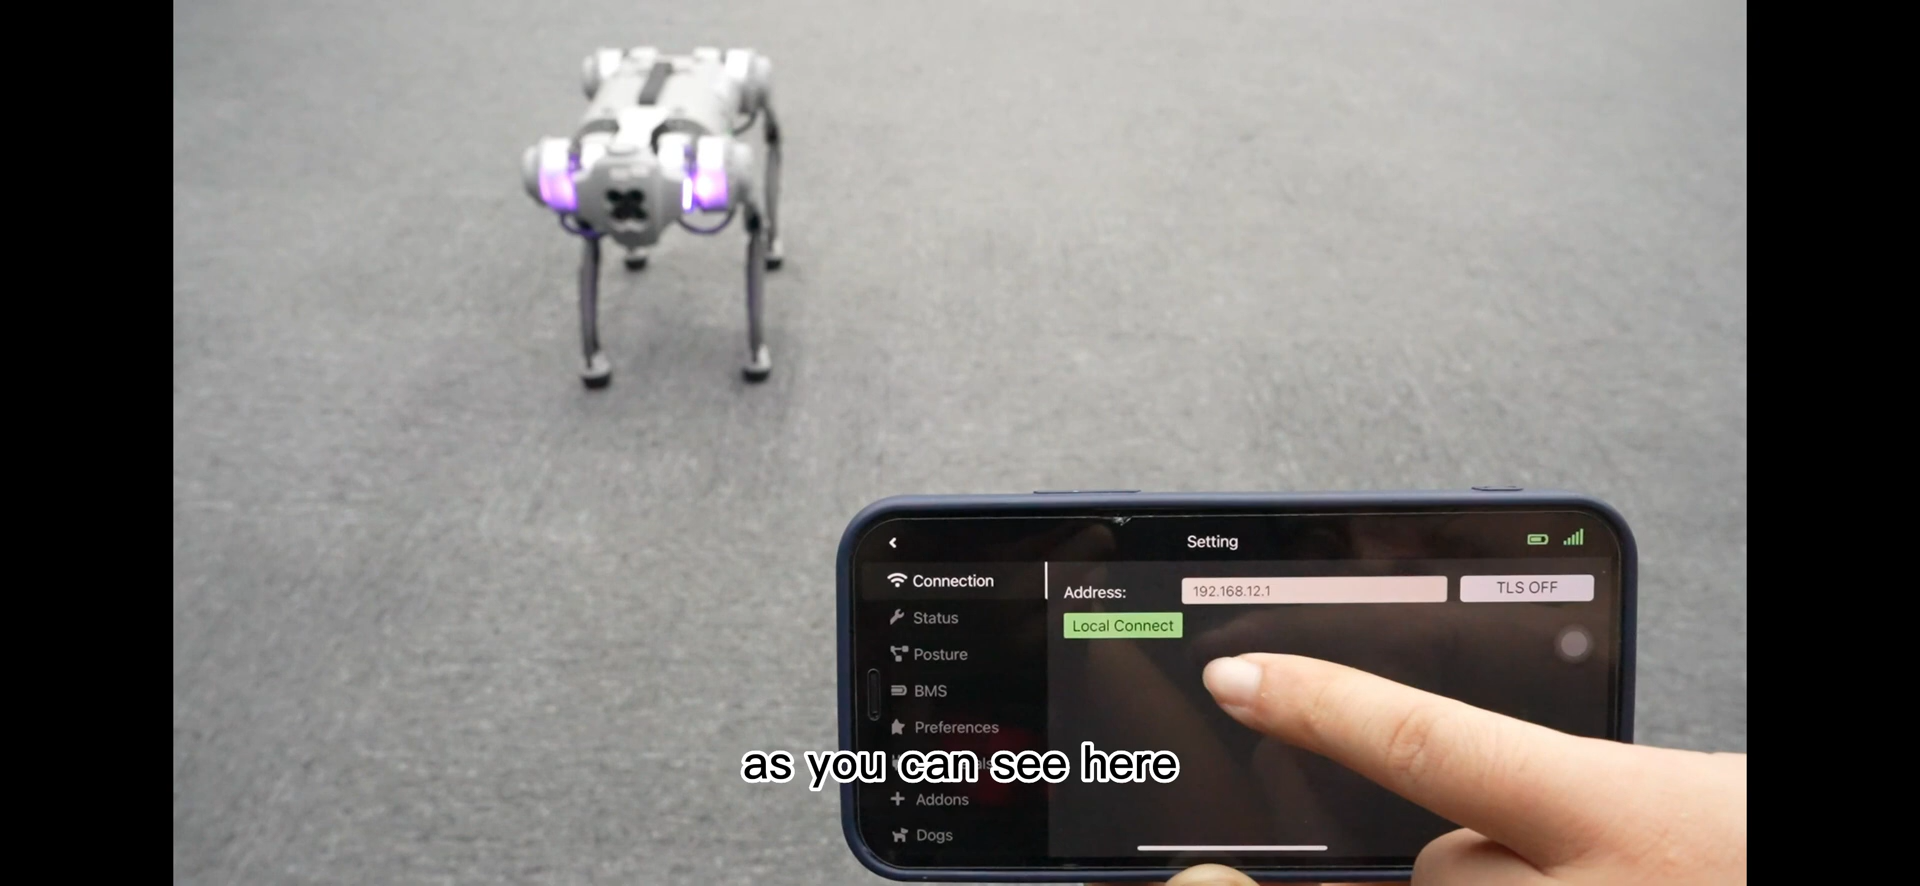 Setting
Connection
Address:
192.168.12.1
TLS OFF
Status
Local Connect
Posture
BMS
Preferences
as you can see here
Addons
Dogs